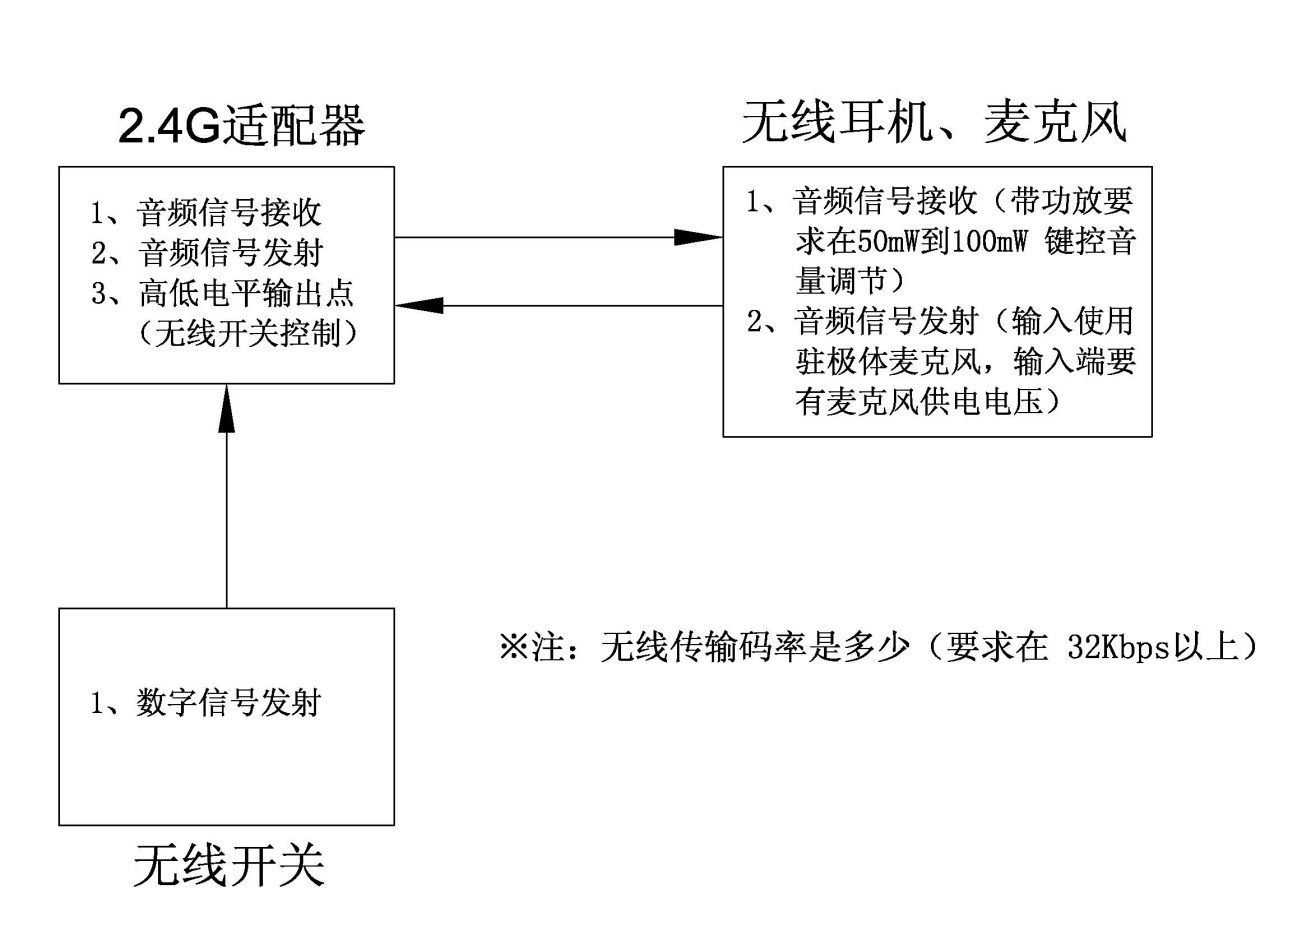 2.4G适配器
1、音频信号接收
2、音频信号发射
3、高低电平输出点
（无线开关控制）
无线耳机、麦克风
1、音频信号接收（带功放要
求在50mW到100mW 键控音
量调节）
2、音频信号发射（输入使用
驻极体麦克风，输入端要
有麦克风供电电压）
※注：无线传输码率是多少（要求在 32Kbps以上）
1、数字信号发射
无线开关